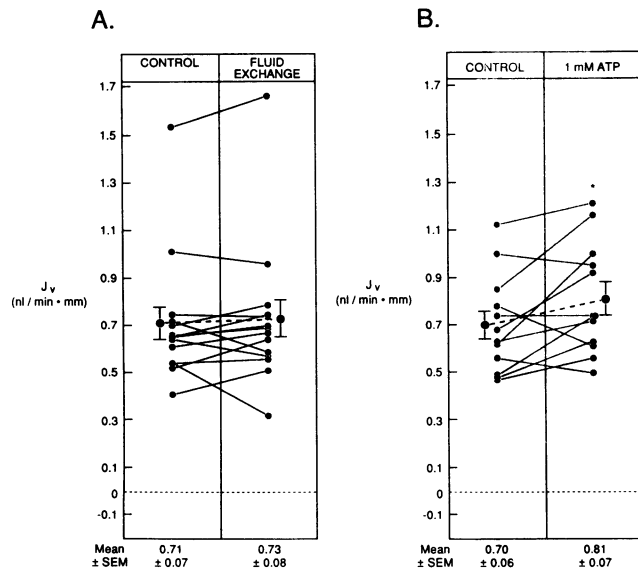 A.
CONTROL FLUID EXCHANGE
1.7
1.5
1.3
1.1
0.9
0.7
0.5
0.3
0.1
0
-0.1
Jv
(nl / min • mm)
Mean 0.71 0.73
± SEM ± 0.07 ± 0.08
B.
CONTROL 1 mM ATP
1.7
1.5
1.3
1.1
0.9
0.7
0.5
0.3
0.1
0
-0.1
Jv
(nl / min • mm)
*
Mean 0.70 0.81
± SEM ± 0.06 ± 0.07